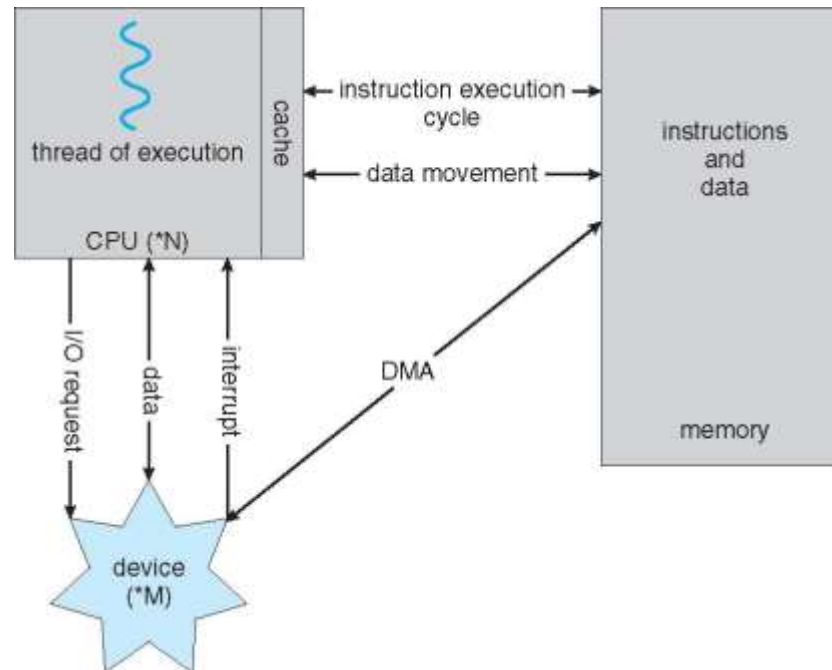 thread of execution
cache
CPU (*N)
instruction execution
cycle
data movement
instructions
and
data
memory
I/O request
data
interrupt
DMA
device
(*M)